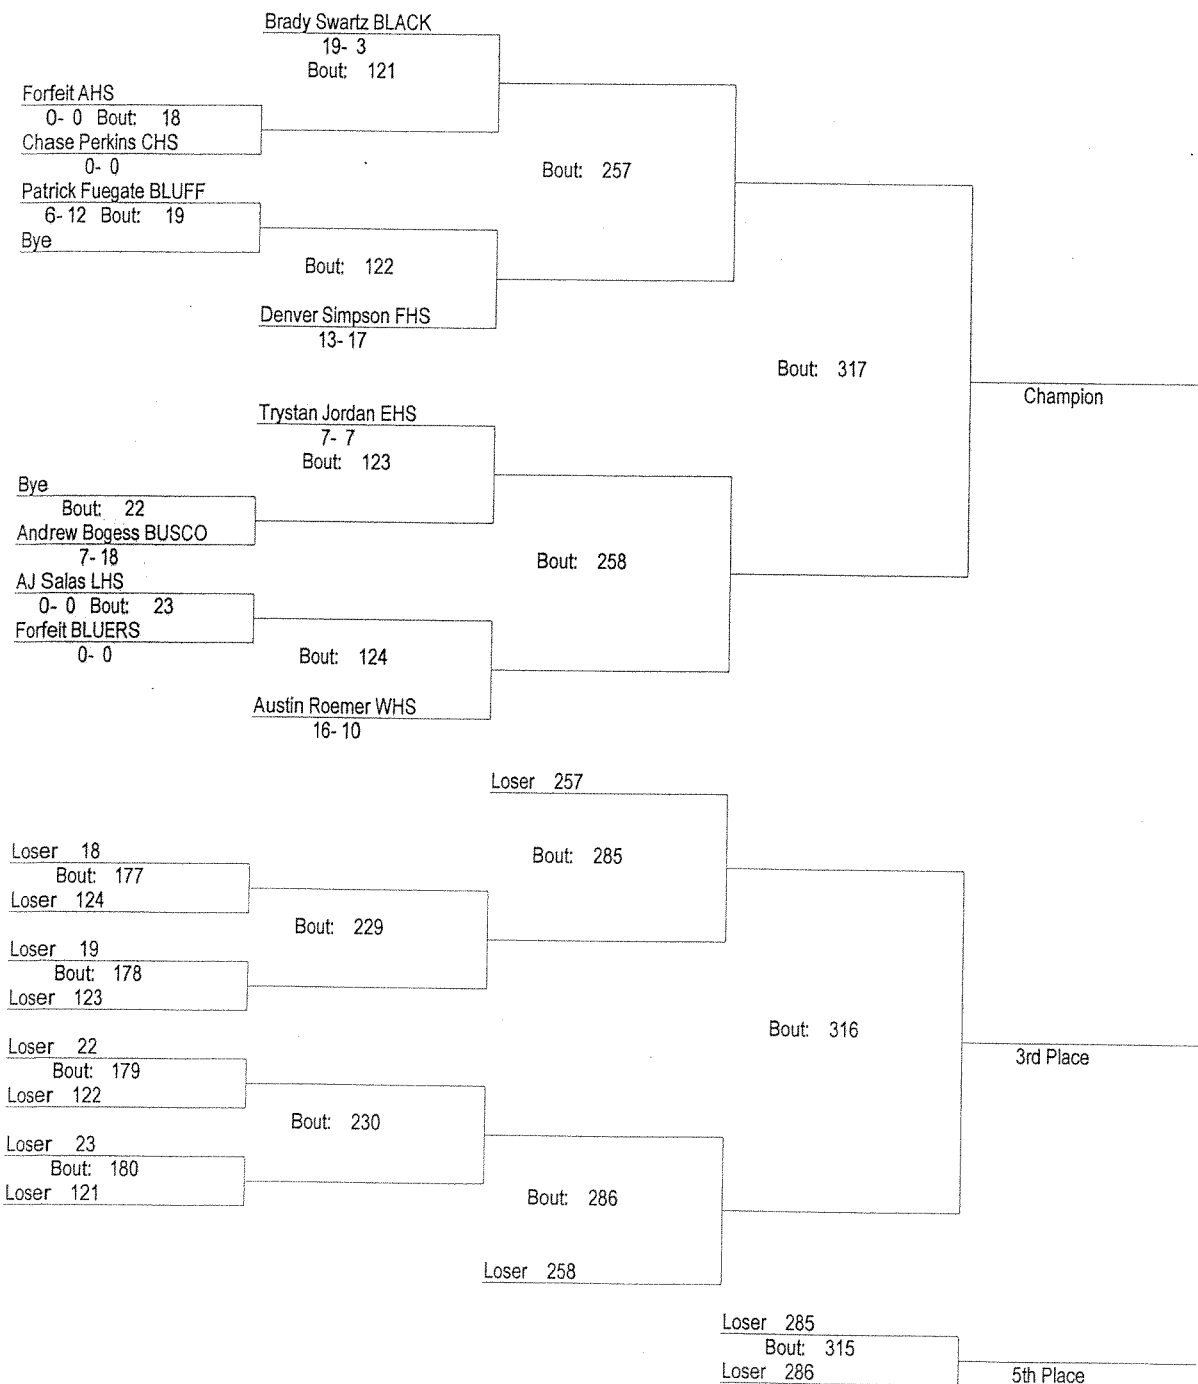 Brady Swartz BLACK
19- 3
Bout: 121
Forfeit AHS
0- 0 Bout: 18
Chase Perkins CHS
0- 0
Bout: 257
Patrick Fuegate BLUFF
6- 12 Bout: 19
Bye
Bout: 122
Denver Simpson FHS
13- 17
Bout: 317
Champion
Trystan Jordan EHS
7- 7
Bout: 123
Bye
Bout: 22
Andrew Bogess BUSCO
7- 18
Bout: 258
AJ Salas LHS
0- 0 Bout: 23
Forfeit BLUERS
0- 0
Bout: 124
Austin Roemer WHS
16- 10
Loser 257
Bout: 285
Loser 18
Bout: 177
Loser 124
Bout: 229
Loser 19
Bout: 178
Loser 123
Bout: 316
3rd Place
Loser 22
Bout: 179
Loser 122
Bout: 230
Loser 23
Bout: 180
Loser 121
Bout: 286
Loser 258
Loser 285
Bout: 315
Loser 286
5th Place